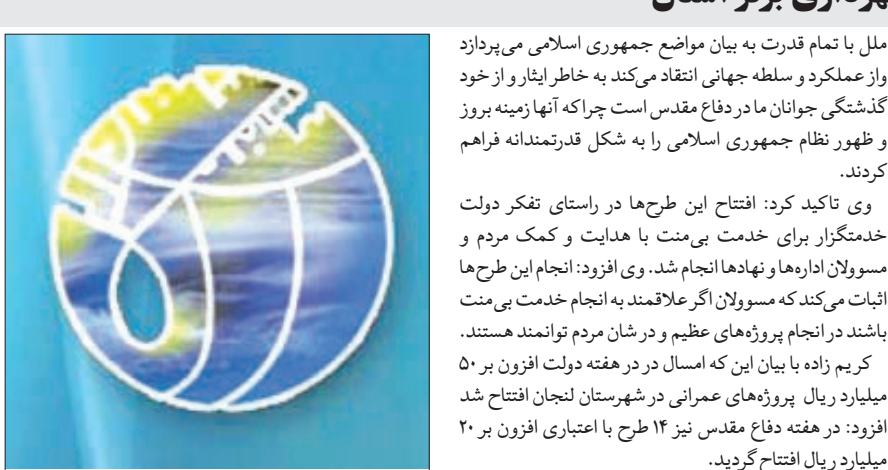 ملل با تمام قدرت به بیان مواضع جمهوری اسلامی می‌پردازد
واز عملکرد و سلطه جهانی انتقاد می‌کند به خاطر ایثار و از خود
گذشتگی جوانان ما در دفاع مقدس است چراکه آنها زمینه بروز
و ظهور نظام جمهوری اسلامی را به شکل قدرتمندانه فراهم
کردند.
وی تاکید کرد: افتتاح این طرح‌ها در راستای تفکر دولت
خدمتگزار برای خدمت بی‌منت با هدایت و کمک مردم و
مسوولان اداره‌ها و نهادها انجام شد. وی افزود: انجام این طرح‌ها
اثبات می‌کند که مسوولان اگر علاقمند به انجام خدمت بی‌منت
باشند در انجام پروژه‌های عظیم و در شان مردم توانمند هستند.
کریم زاده با بیان این که امسال در در هفته دولت افزون بر ۵۰
میلیارد ریال پروژه‌های عمرانی در شهرستان لنجان افتتاح شد
افزود: در هفته دفاع مقدس نیز ۱۴ طرح با اعتباری افزون بر ۲۰
میلیارد ریال افتتاح گردید.